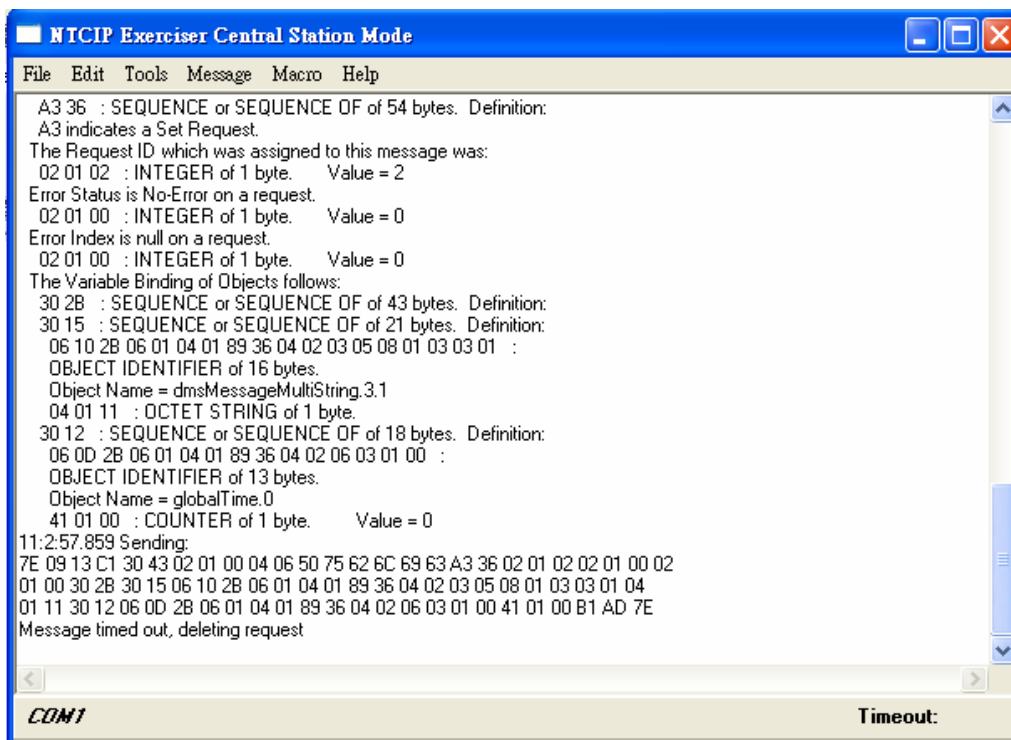 NTCIP Exerciser Central Station Mode
File Edit Tools Message Macro Help
A3 36 : SEQUENCE or SEQUENCE OF of 54 bytes. Definition:
A3 indicates a Set Request.
The Request ID which was assigned to this message was:
02 01 02 : INTEGER of 1 byte. Value = 2
Error Status is No-Error on a request.
02 01 00 : INTEGER of 1 byte. Value = 0
Error Index is null on a request.
02 01 00 : INTEGER of 1 byte. Value = 0
The Variable Binding of Objects follows:
30 2B : SEQUENCE or SEQUENCE OF of 43 bytes. Definition:
30 15 : SEQUENCE or SEQUENCE OF of 21 bytes. Definition:
06 10 2B 06 01 04 01 89 36 04 02 03 05 08 01 03 03 01 :
OBJECT IDENTIFIER of 16 bytes.
Object Name = dmsMessageMultiString.3.1
04 01 11 : OCTET STRING of 1 byte.
30 12 : SEQUENCE or SEQUENCE OF of 18 bytes. Definition:
06 0D 2B 06 01 04 01 89 36 04 02 06 03 01 00 :
OBJECT IDENTIFIER of 13 bytes.
Object Name = globalTime.0
41 01 00 : COUNTER of 1 byte. Value = 0
11:2:57.859 Sending:
7E 09 13 C1 30 43 02 01 00 04 06 50 75 62 6C 69 63 A3 36 02 01 02 02 01 00 02
01 00 30 2B 30 15 06 10 2B 06 01 04 01 89 36 04 02 03 05 08 01 03 03 01 04
01 11 30 12 06 0D 2B 06 01 04 01 89 36 04 02 06 03 01 00 41 01 00 B1 AD 7E
Message timed out, deleting request
COM1 Timeout: